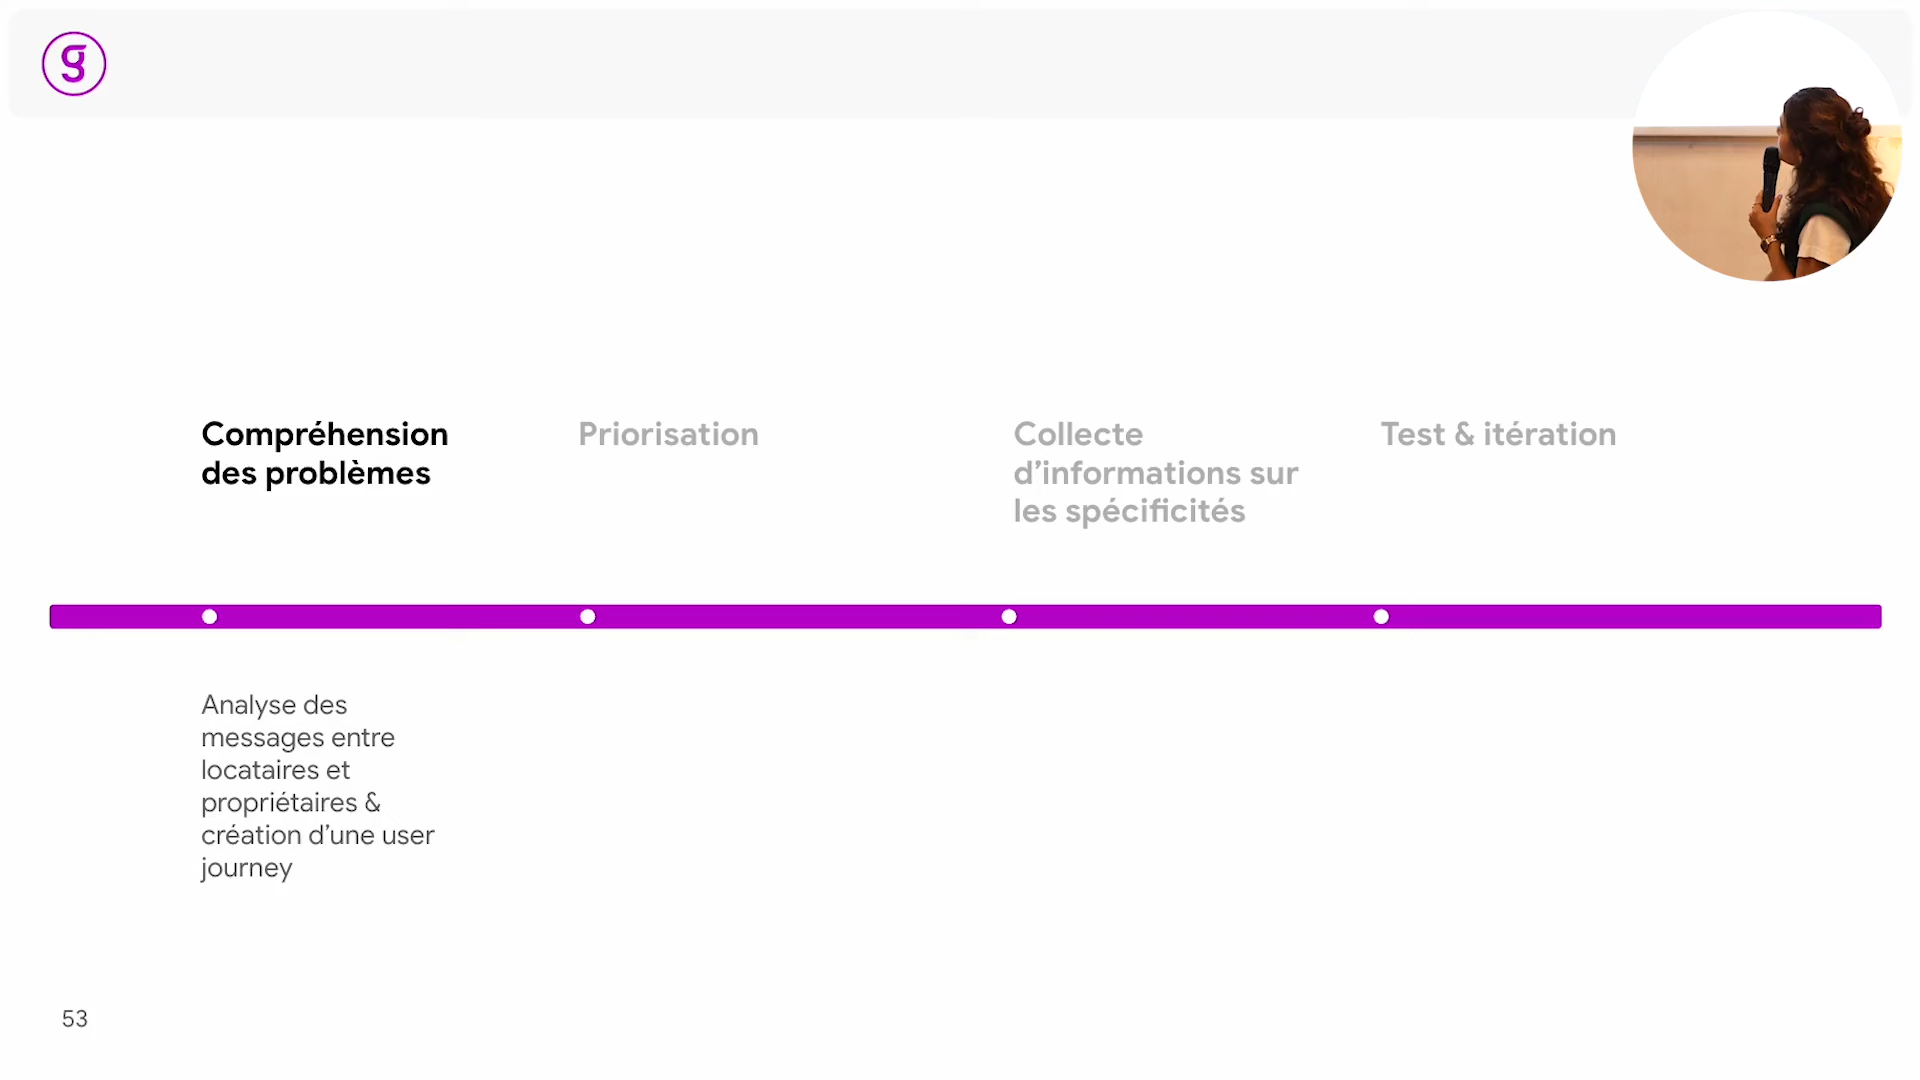 g
Compréhension
des problèmes
Priorisation
Collecte
d’informations sur
les spécificités
Test & itération
Analyse des
messages entre
locataires et
propriétaires &
création d’une user
journey
53